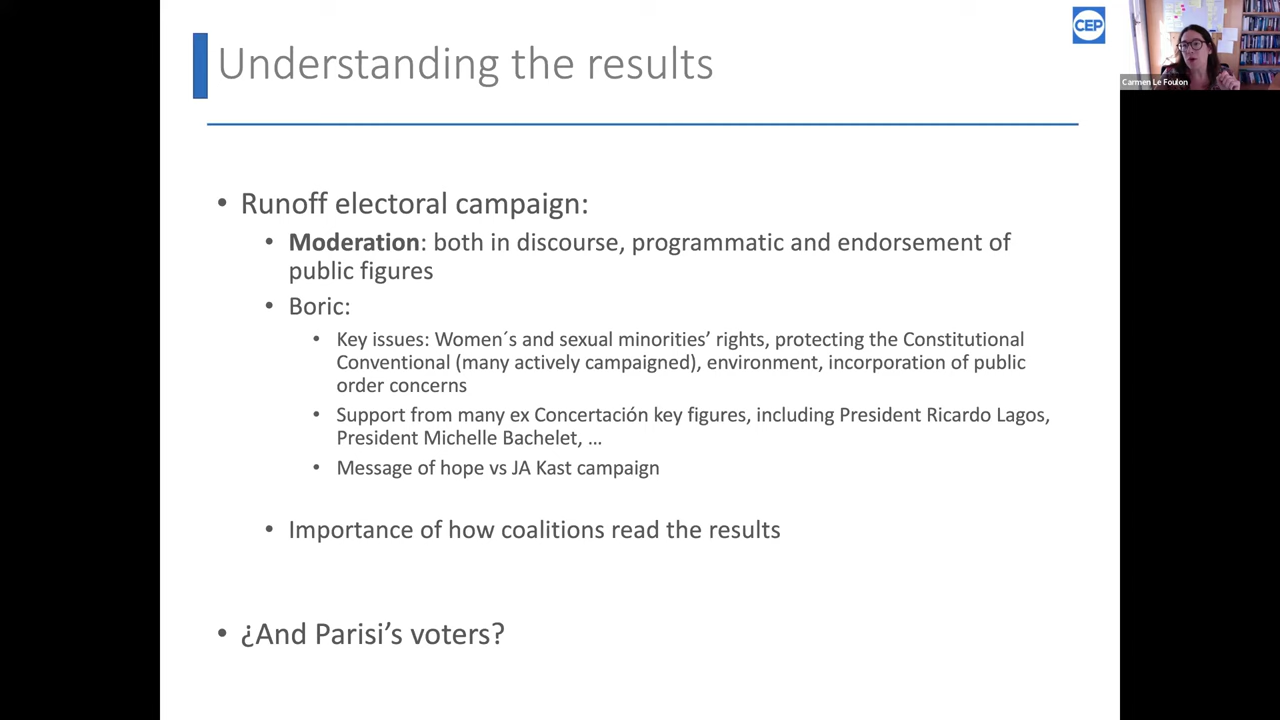 CEP
Carmen Le Foulon
Understanding the results
• Runoff electoral campaign:
• Moderation: both in discourse, programmatic and endorsement of
public figures
• Boric:
• Key issues: Women´s and sexual minorities’ rights, protecting the Constitutional
Conventional (many actively campaigned), environment, incorporation of public
order concerns
• Support from many ex Concertación key figures, including President Ricardo Lagos,
President Michelle Bachelet, …
• Message of hope vs JA Kast campaign
• Importance of how coalitions read the results
• ¿And Parisi’s voters?